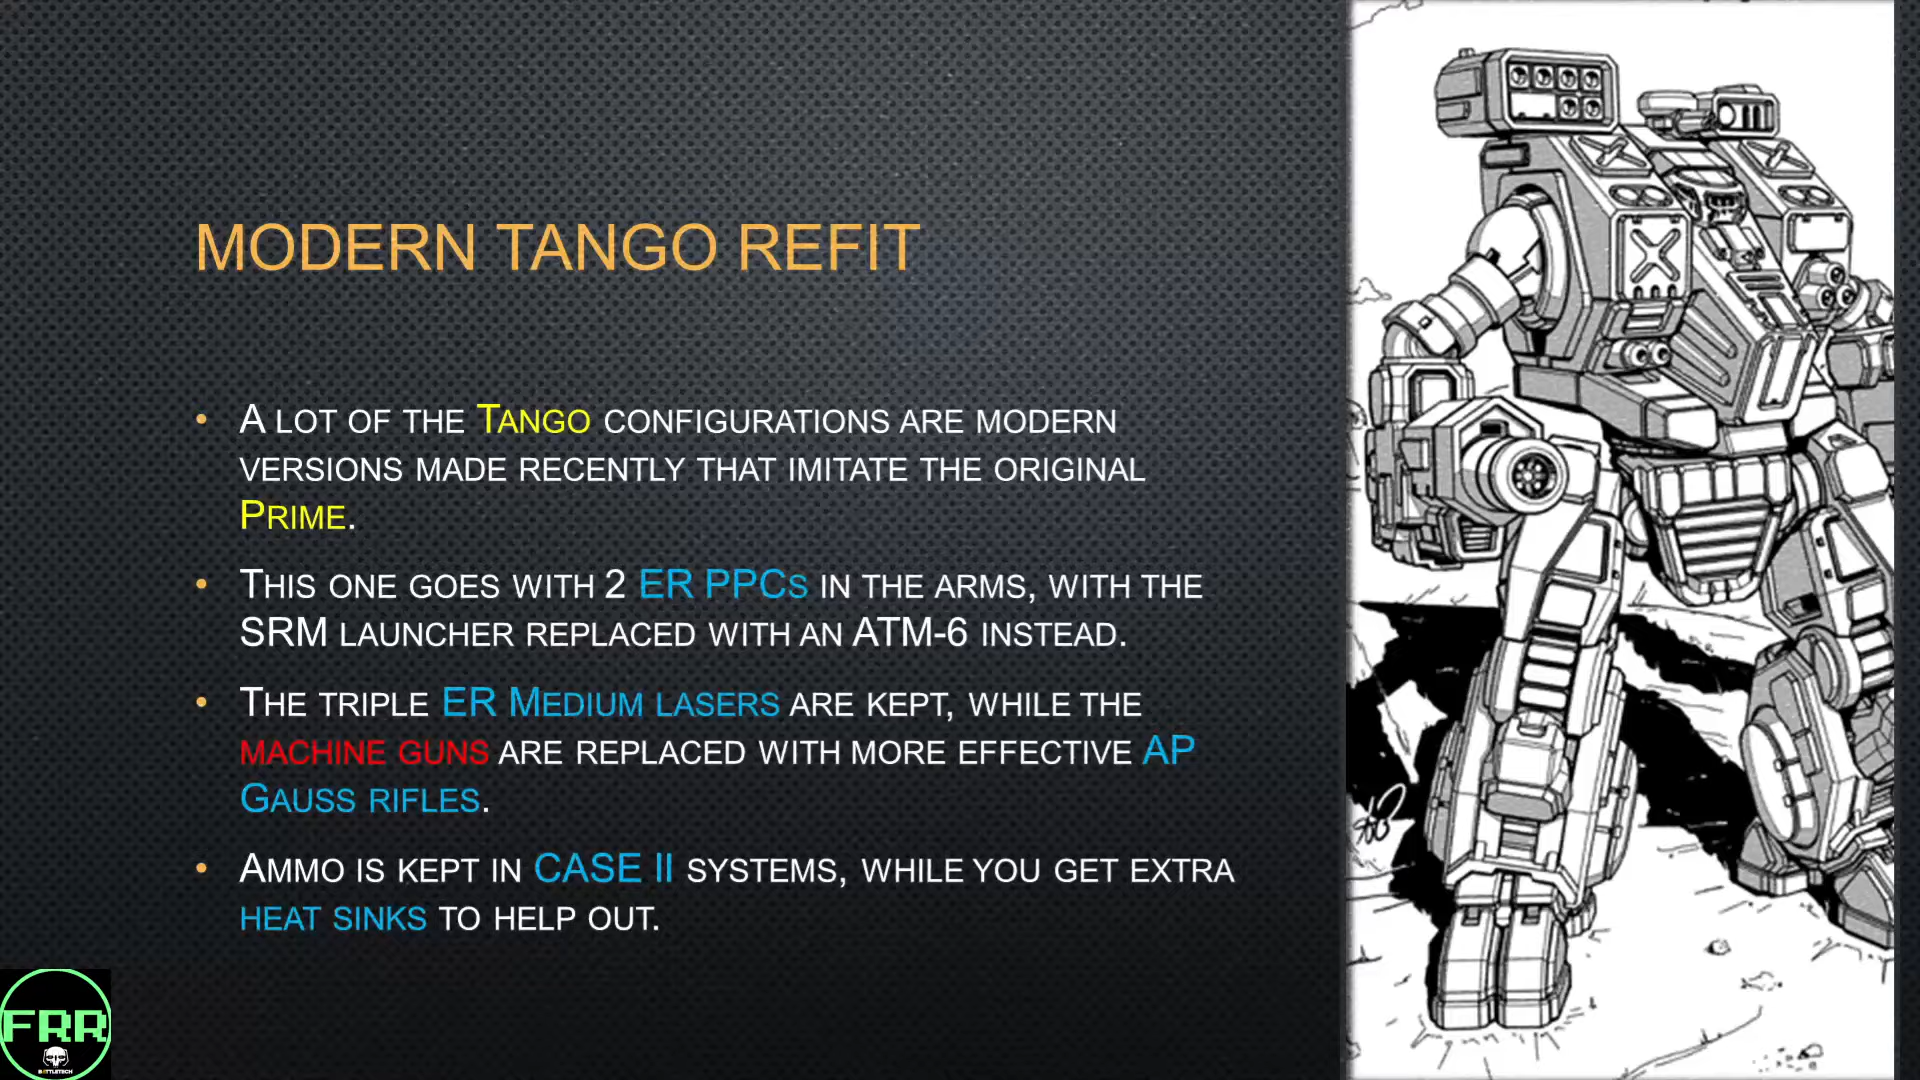 MODERN TANGO REFIT
• A LOT OF THE TANGO CONFIGURATIONS ARE MODERN
VERSIONS MADE RECENTLY THAT IMITATE THE ORIGINAL
PRIME.
• THIS ONE GOES WITH 2 ER PPCS IN THE ARMS, WITH THE
SRM LAUNCHER REPLACED WITH AN ATM-6 INSTEAD.
• THE TRIPLE ER MEDIUM LASERS ARE KEPT, WHILE THE
MACHINE GUNS ARE REPLACED WITH MORE EFFECTIVE AP
GAUSS RIFLES.
• AMMO IS KEPT IN CASE II SYSTEMS, WHILE YOU GET EXTRA
HEAT SINKS TO HELP OUT.
FRR
BATTLETECH